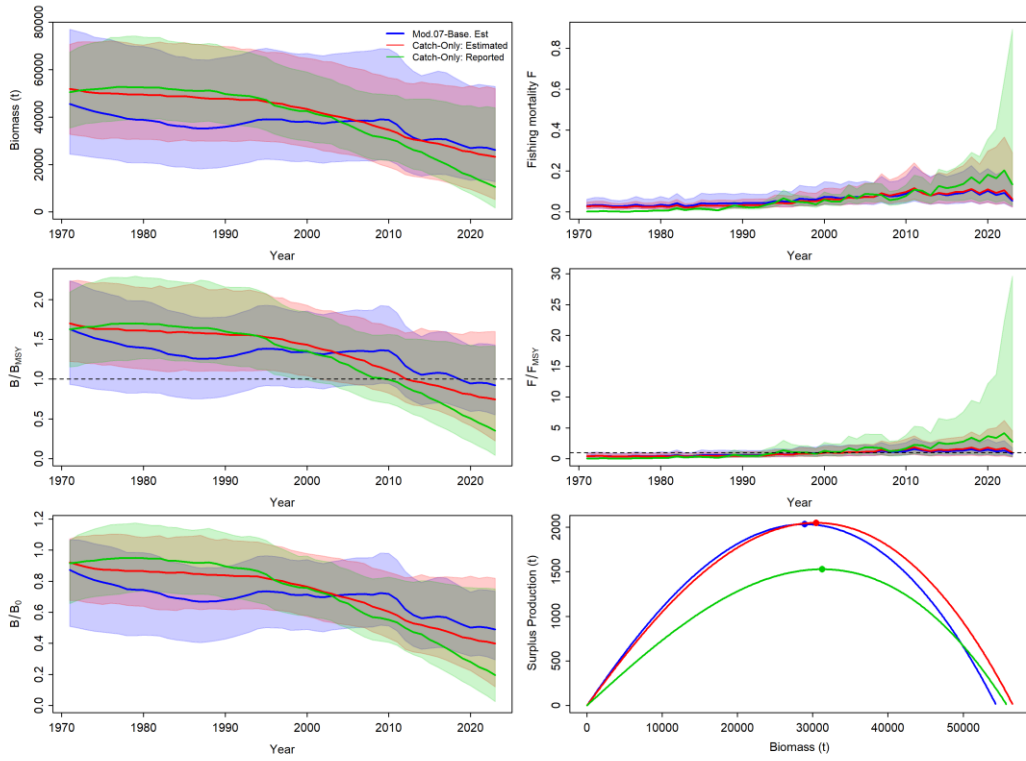 80000
60000
40000
20000
0
Biomass (t)
Mod.07-Base. Est
Catch-Only: Estimated
Catch-Only: Reported
1970 1980 1990 2000 2010 2020
Year
0.8
0.6
0.4
0.2
0.0
Fishing mortality F
1970 1980 1990 2000 2010 2020
Year
2.0
1.5
1.0
0.5
0.0
B/BMSY
1970 1980 1990 2000 2010 2020
Year
30
25
20
15
10
5
0
F/FMSY
1970 1980 1990 2000 2010 2020
Year
1.2
1.0
0.8
0.6
0.4
0.2
0.0
B/B0
1970 1980 1990 2000 2010 2020
Year
2000
1500
1000
500
0
Surplus Production (t)
0 10000 20000 30000 40000 50000
Biomass (t)